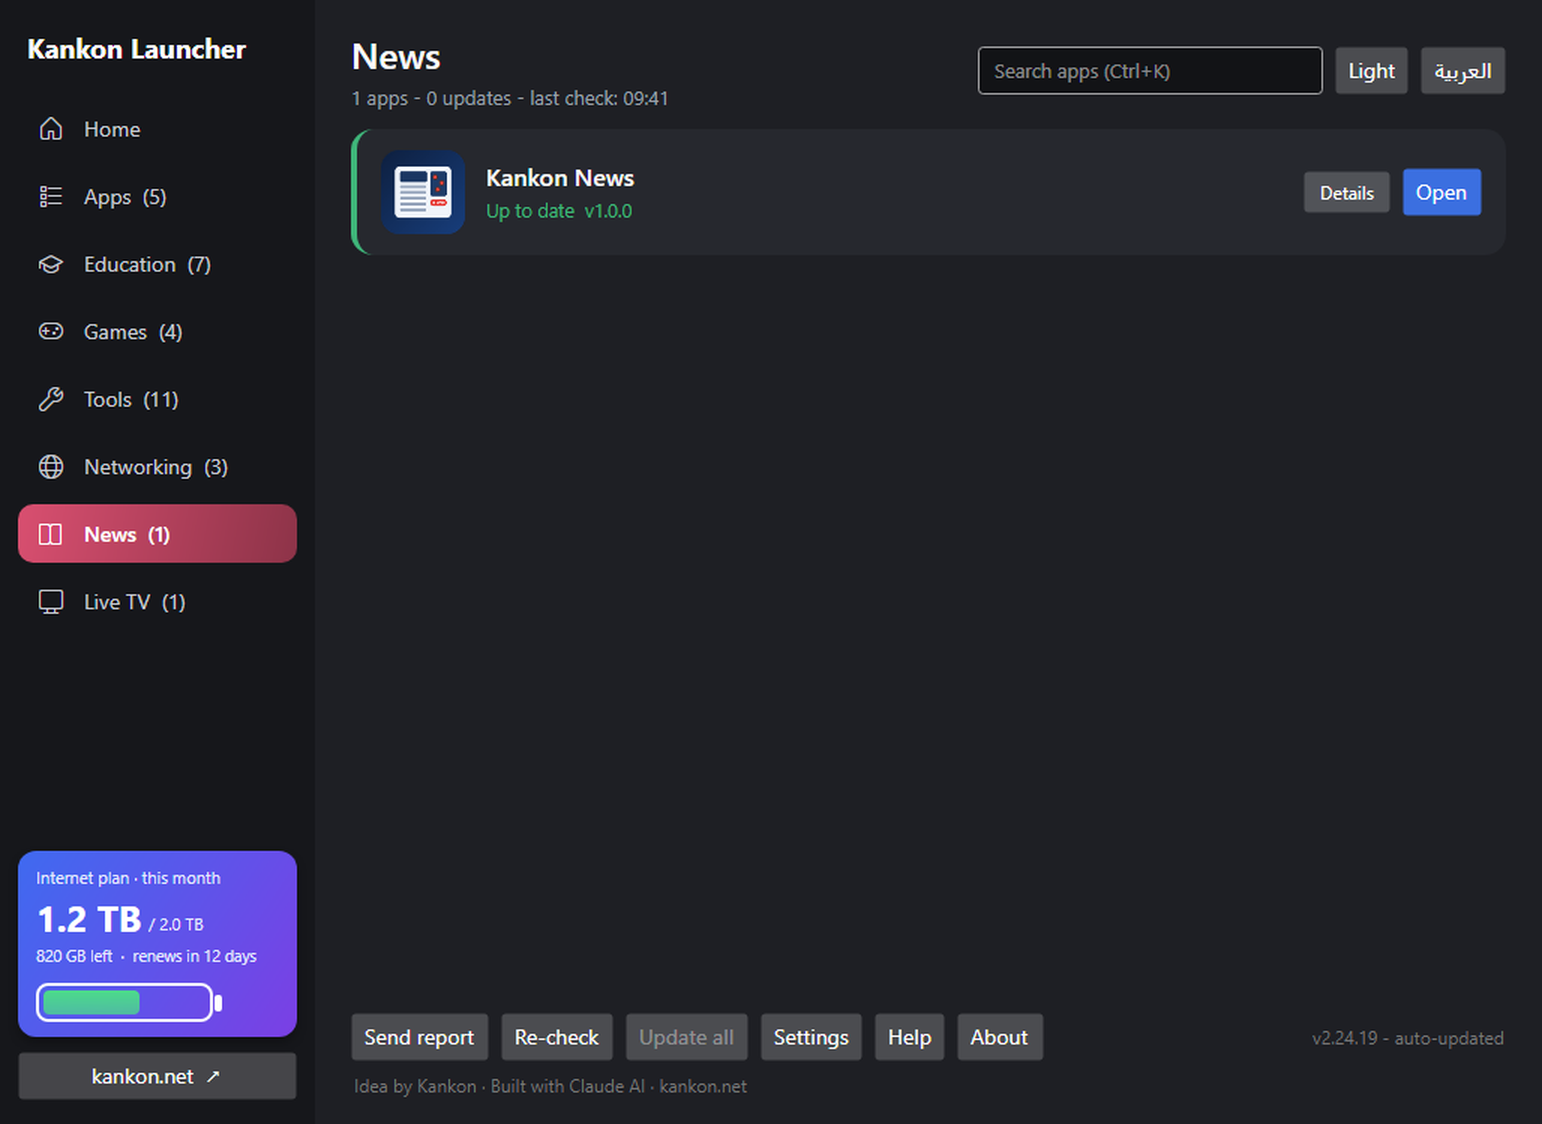 Kankon Launcher
Home
Apps (5)
Education (7)
Games (4)
Tools (11)
Networking (3)
News (1)
Live TV (1)
Internet plan · this month
1.2 TB / 2.0 TB
820 GB left · renews in 12 days
kankon.net ↗
News
1 apps - 0 updates - last check: 09:41
Search apps (Ctrl+K)
Light
العربية
Kankon News
Up to date v1.0.0
Details
Open
Send report
Re-check
Update all
Settings
Help
About
v2.24.19 - auto-updated
Idea by Kankon · Built with Claude AI · kankon.net